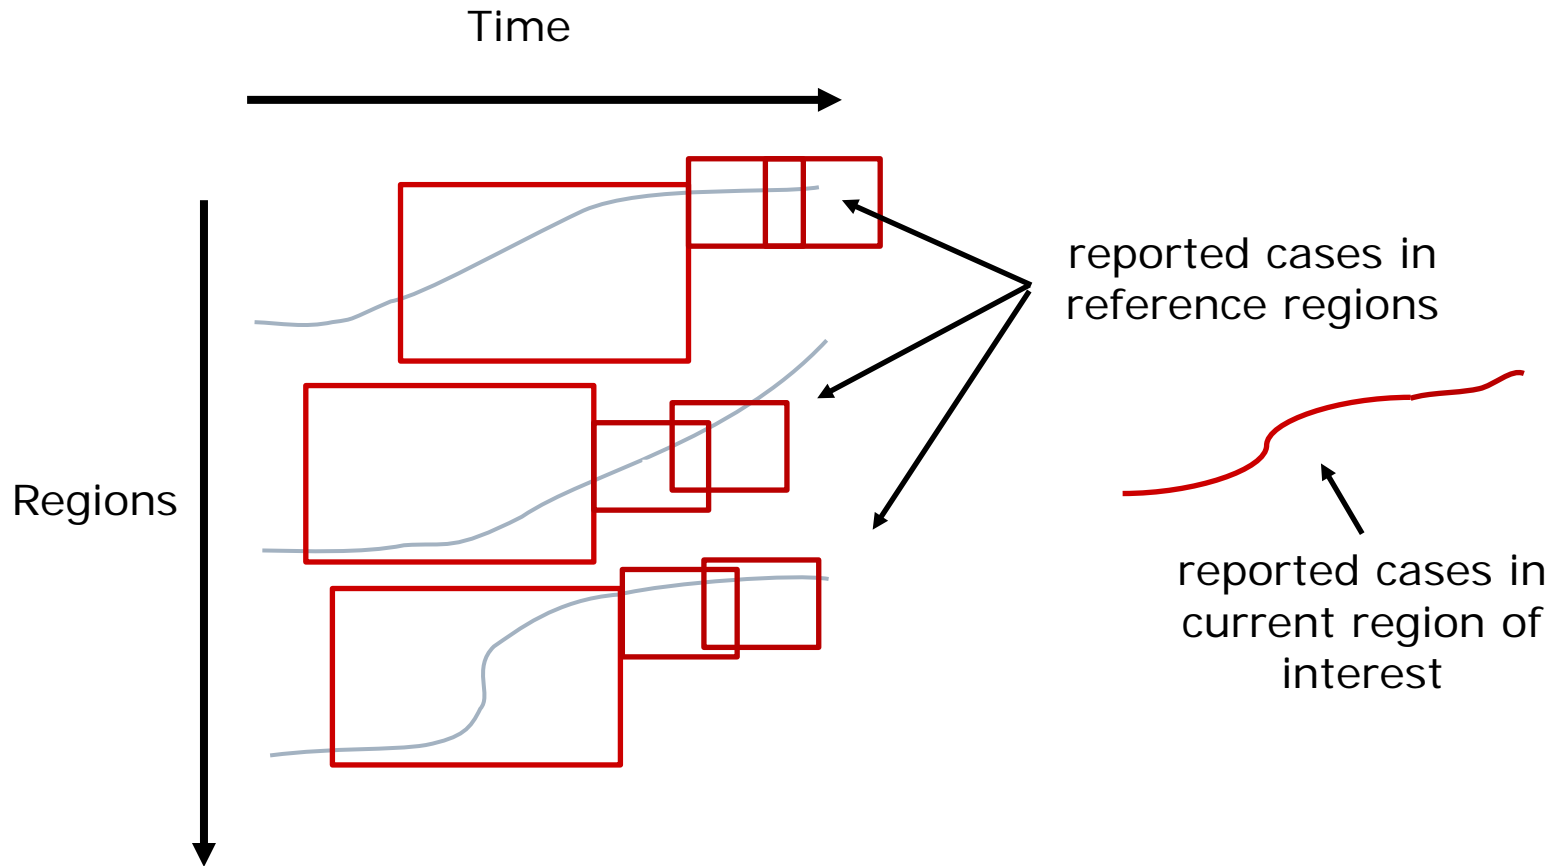 Time
reported cases in
reference regions
Regions
reported cases in
current region of
interest